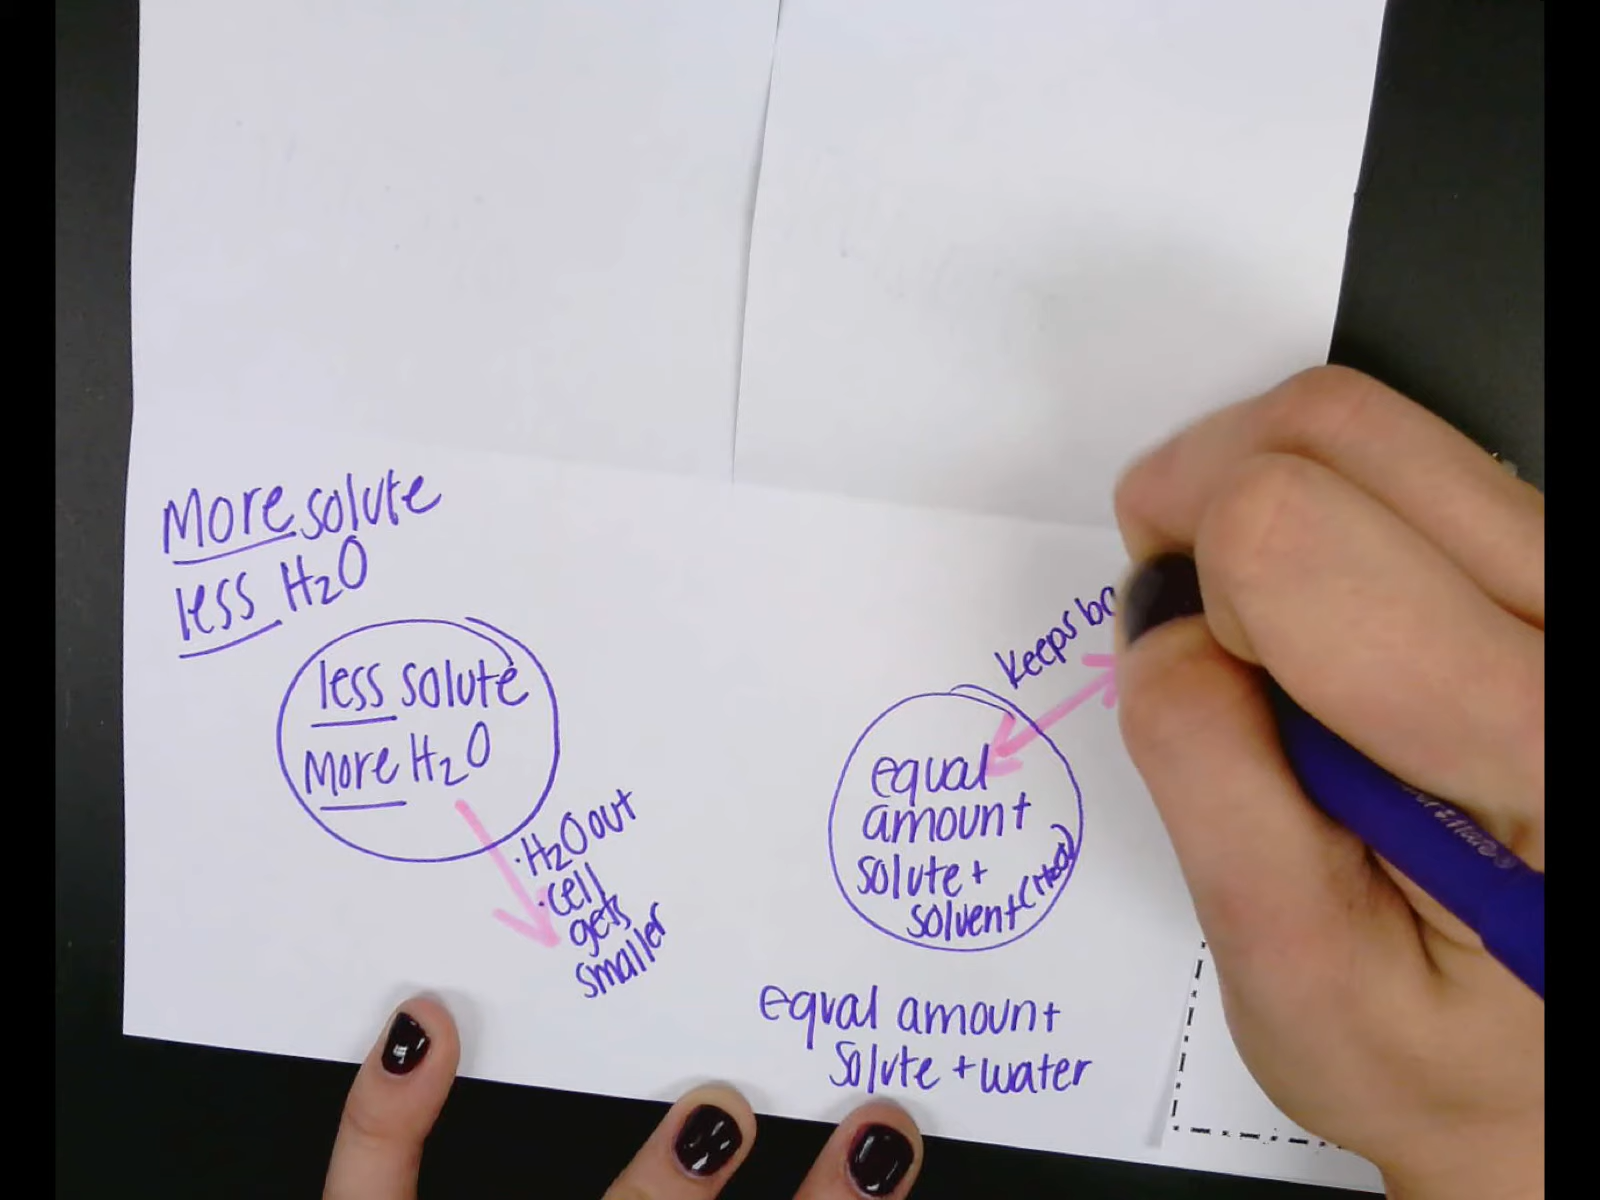 More solute
less H₂O
less solute
More H₂O
·H₂O out
·cell
gets
smaller
Keeps
equal
amount
solute +
solvent (H₂O)
equal amount
solute + water